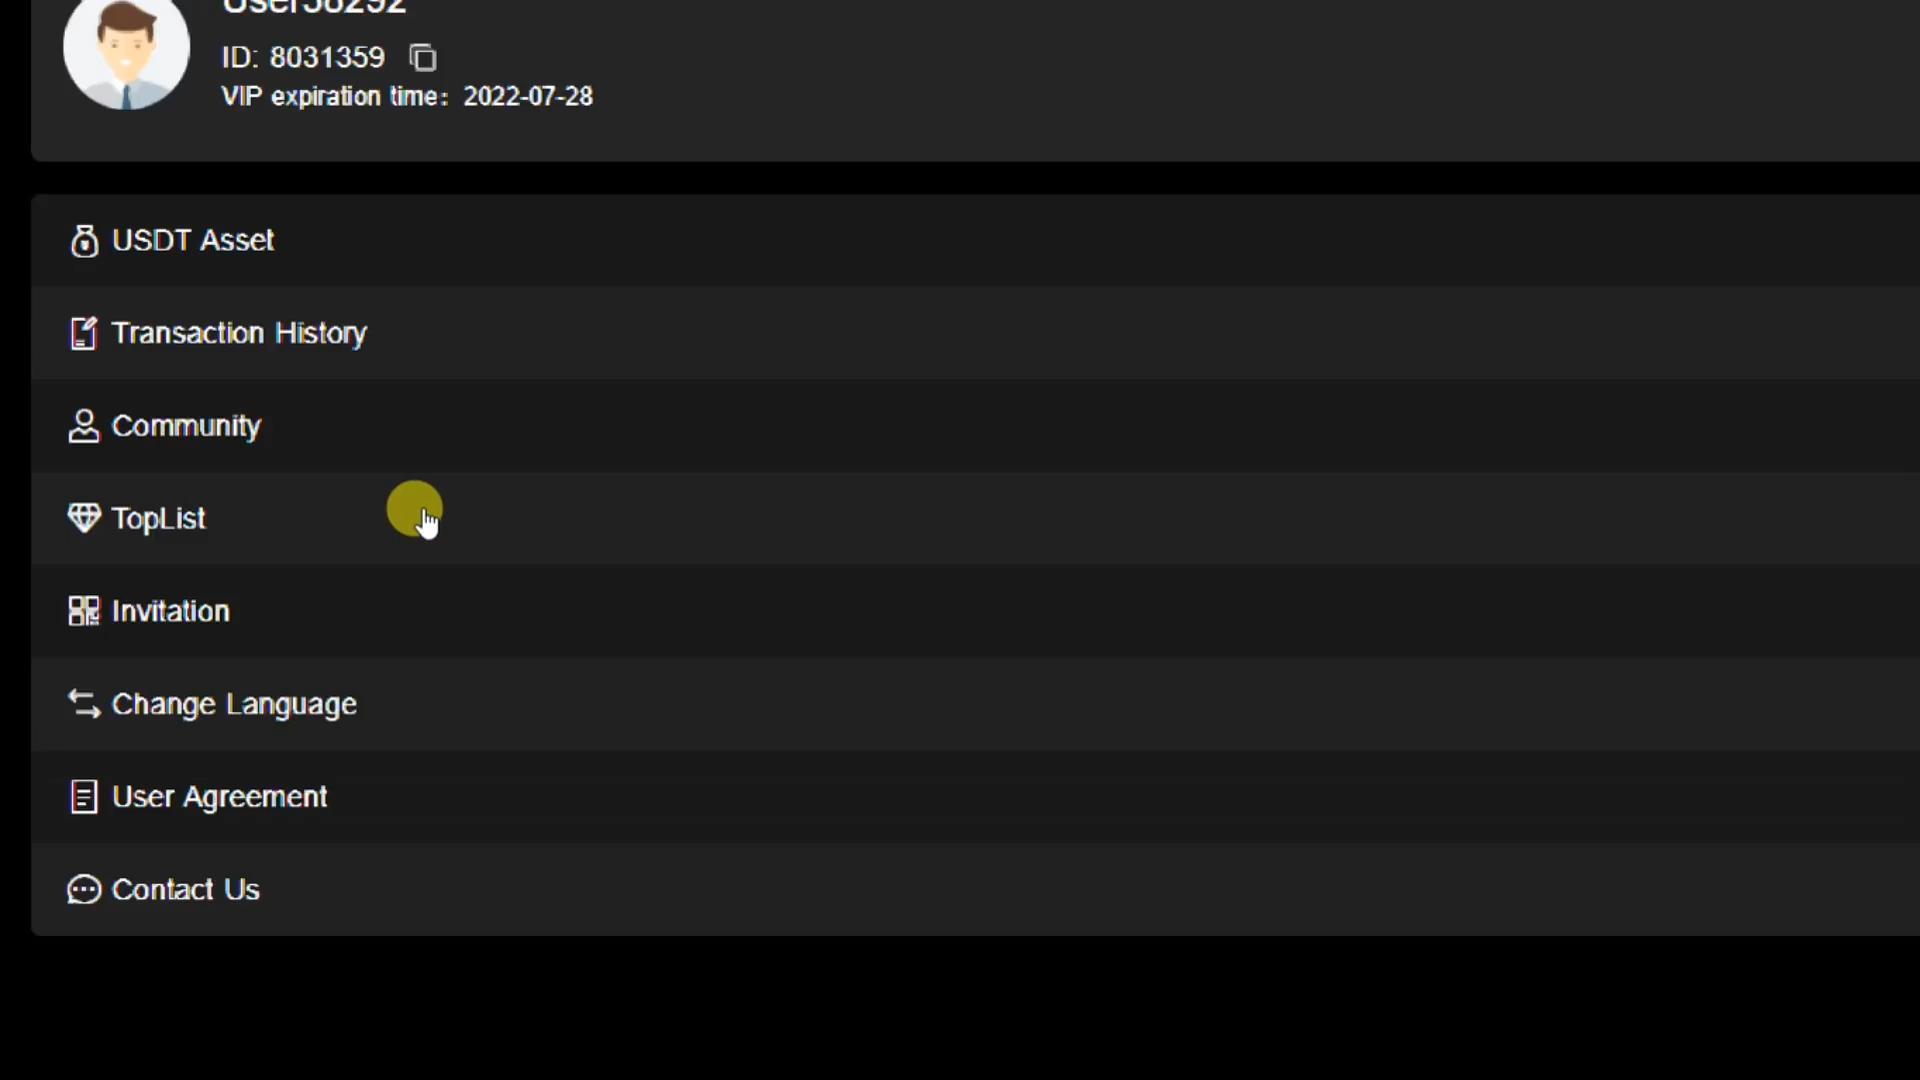 User58292
ID: 8031359
VIP expiration time: 2022-07-28
USDT Asset
Transaction History
Community
TopList
Invitation
Change Language
User Agreement
Contact Us